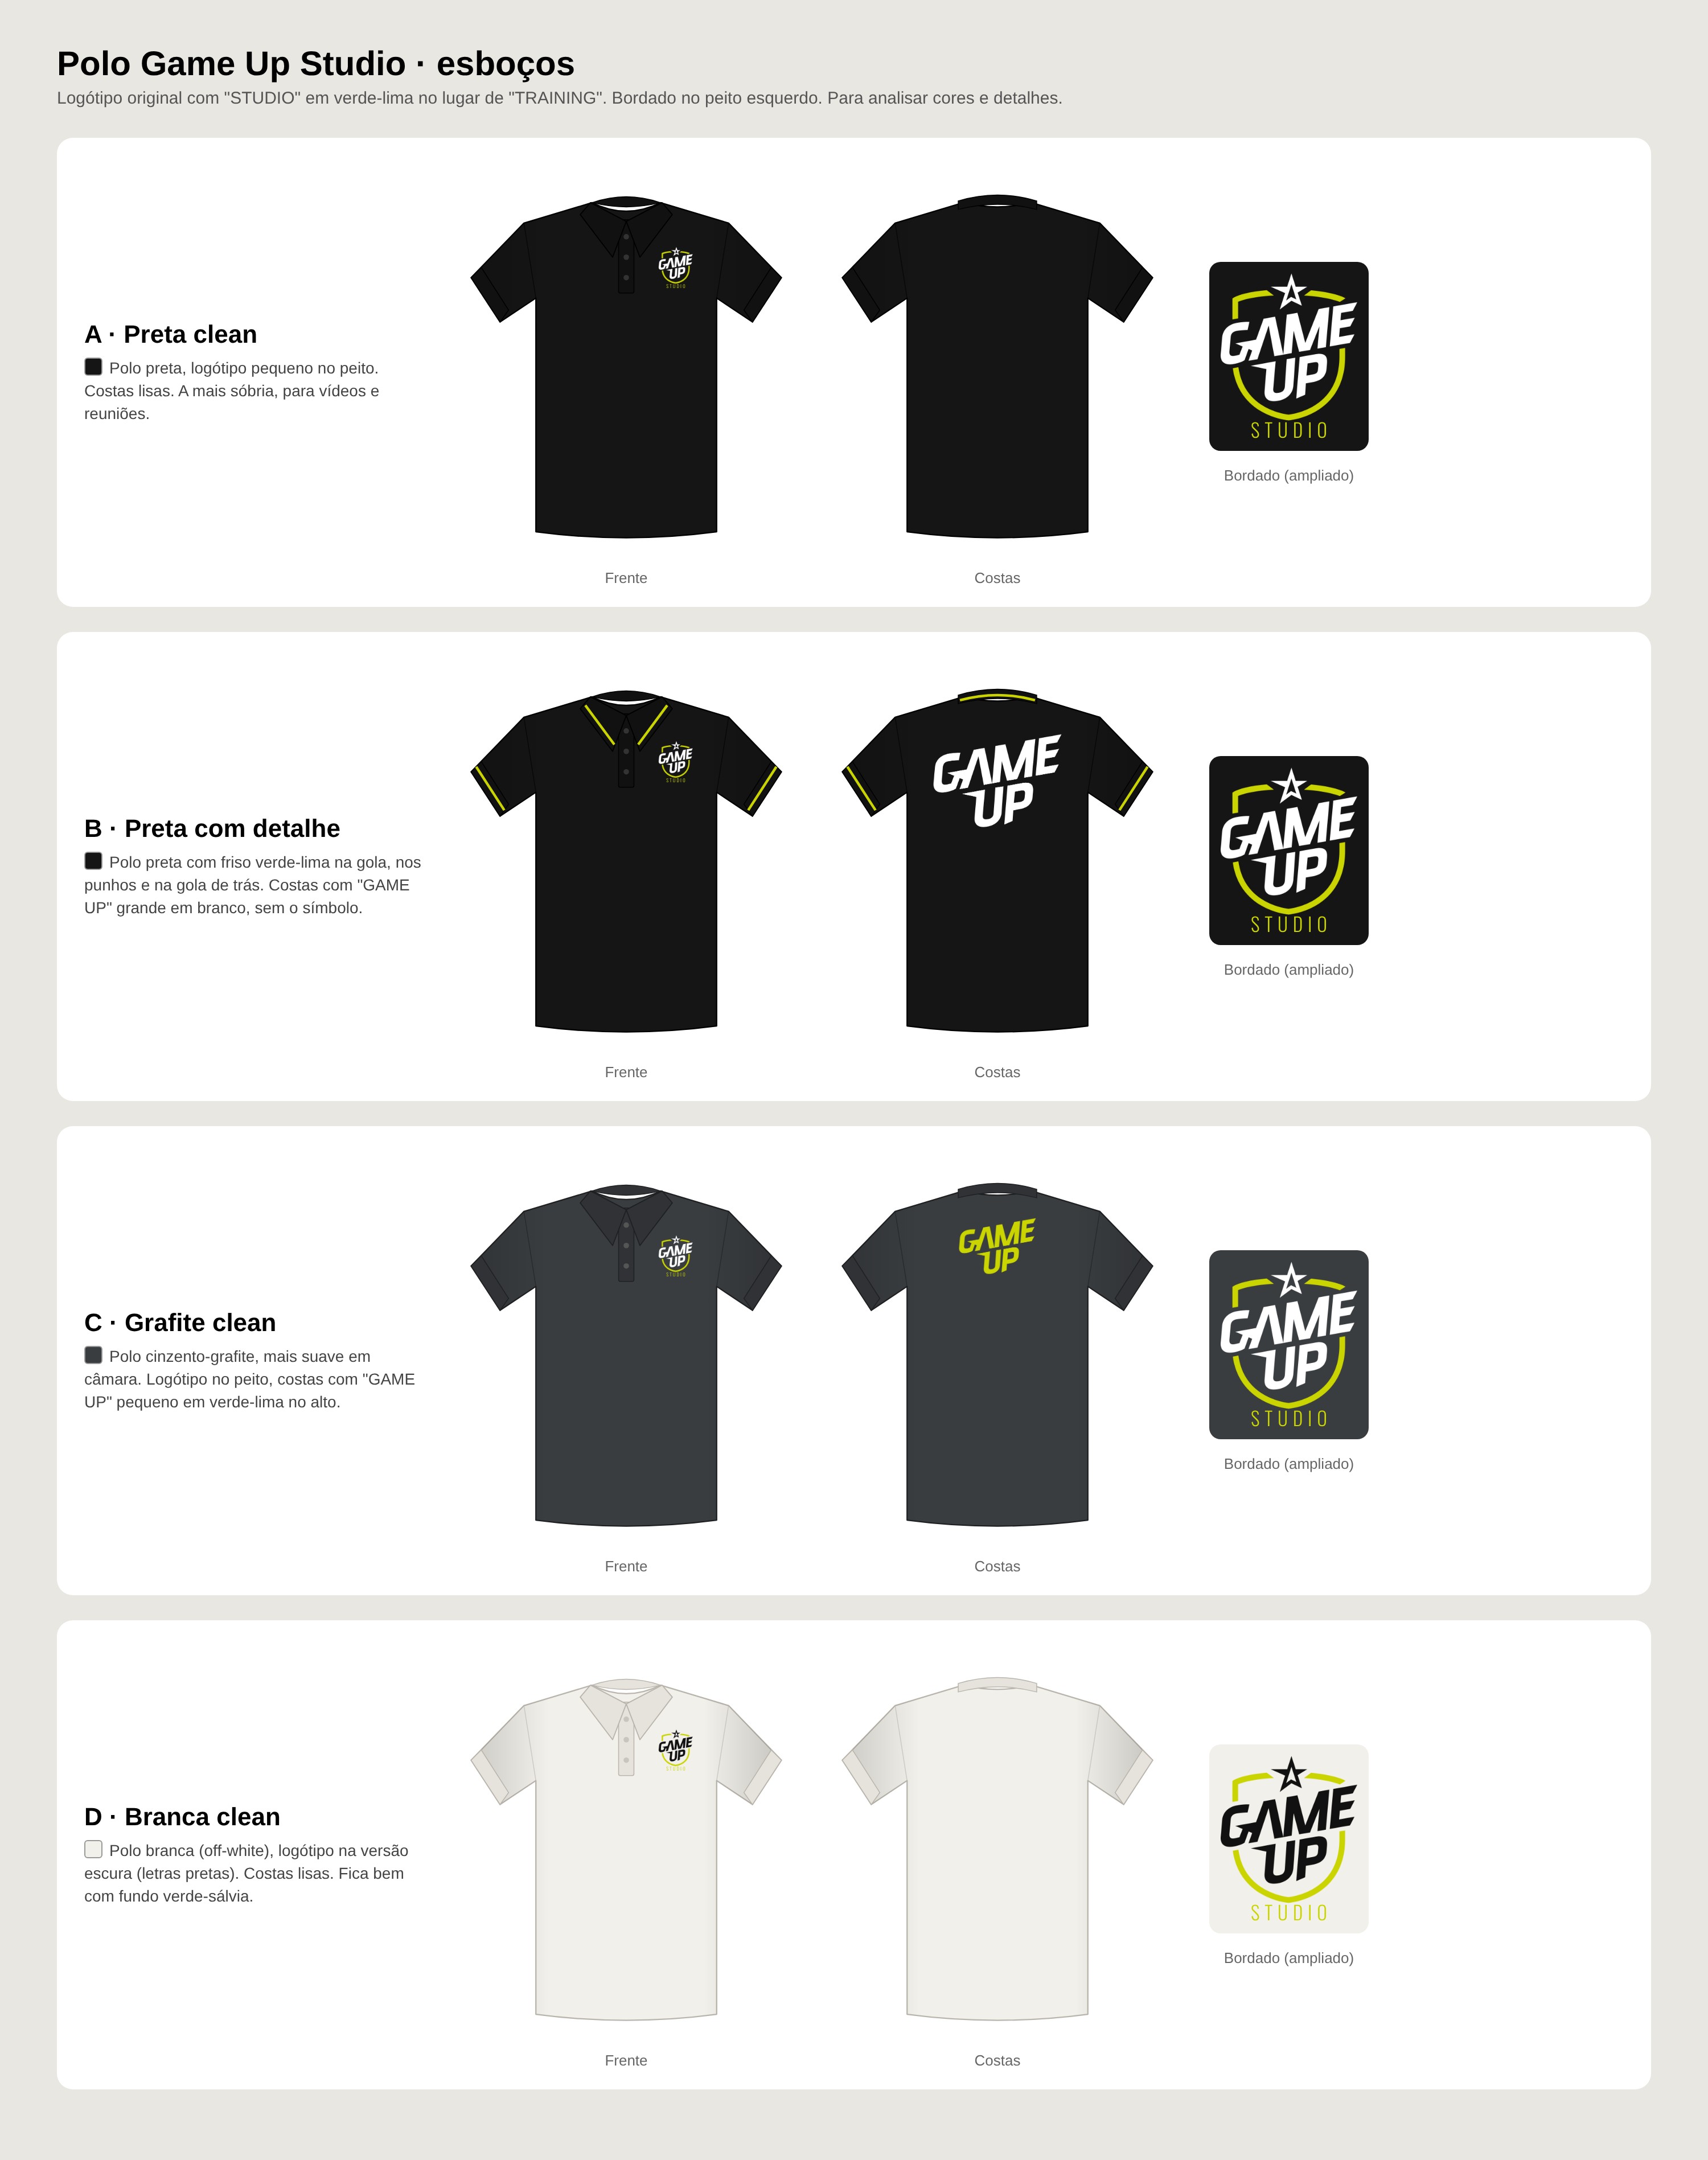 Polo Game Up Studio · esboços
Logótipo original com "STUDIO" em verde-lima no lugar de "TRAINING". Bordado no peito esquerdo. Para analisar cores e detalhes.
GAME
UP
STUDIO
A · Preta clean
Polo preta, logótipo pequeno no peito.
Costas lisas. A mais sóbria, para vídeos e
reuniões.
GAME
UP
STUDIO
Bordado (ampliado)
Frente
Costas
GAME
UP
STUDIO
GAME
UP
B · Preta com detalhe
Polo preta com friso verde-lima na gola, nos
punhos e na gola de trás. Costas com "GAME
UP" grande em branco, sem o símbolo.
GAME
UP
STUDIO
Bordado (ampliado)
Frente
Costas
GAME
UP
STUDIO
GAME
UP
C · Grafite clean
Polo cinzento-grafite, mais suave em
câmara. Logótipo no peito, costas com "GAME
UP" pequeno em verde-lima no alto.
GAME
UP
STUDIO
Bordado (ampliado)
Frente
Costas
GAME
UP
STUDIO
D · Branca clean
Polo branca (off-white), logótipo na versão
escura (letras pretas). Costas lisas. Fica bem
com fundo verde-sálvia.
GAME
UP
STUDIO
Bordado (ampliado)
Frente
Costas